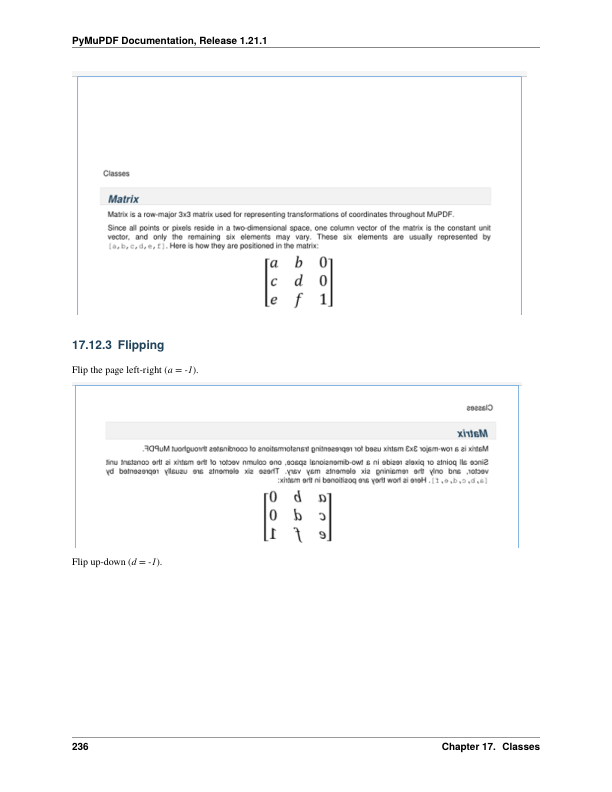 PyMuPDF Documentation, Release 1.21.1
Classes
Matrix
Matrix is a row-major 3x3 matrix used for representing transformations of coordinates throughout MuPDF.
Since all points or pixels reside in a two-dimensional space, one column vector of the matrix is the constant unit
vector, and only the remaining six elements may vary. These six elements are usually represented by
[a,b,c,d,e,f]. Here is how they are positioned in the matrix:
a b 0
c d 0
e f 1
17.12.3 Flipping
Flip the page left-right (a = -1).
Classes
Matrix
Matrix is a row-major 3x3 matrix used for representing transformations of coordinates throughout MuPDF.
Since all points or pixels reside in a two-dimensional space, one column vector of the matrix is the constant unit
vector, and only the remaining six elements may vary. These six elements are usually represented by
[a,b,c,d,e,f]. Here is how they are positioned in the matrix:
a b 0
c d 0
e f 1
Flip up-down (d = -1).
236 Chapter 17. Classes